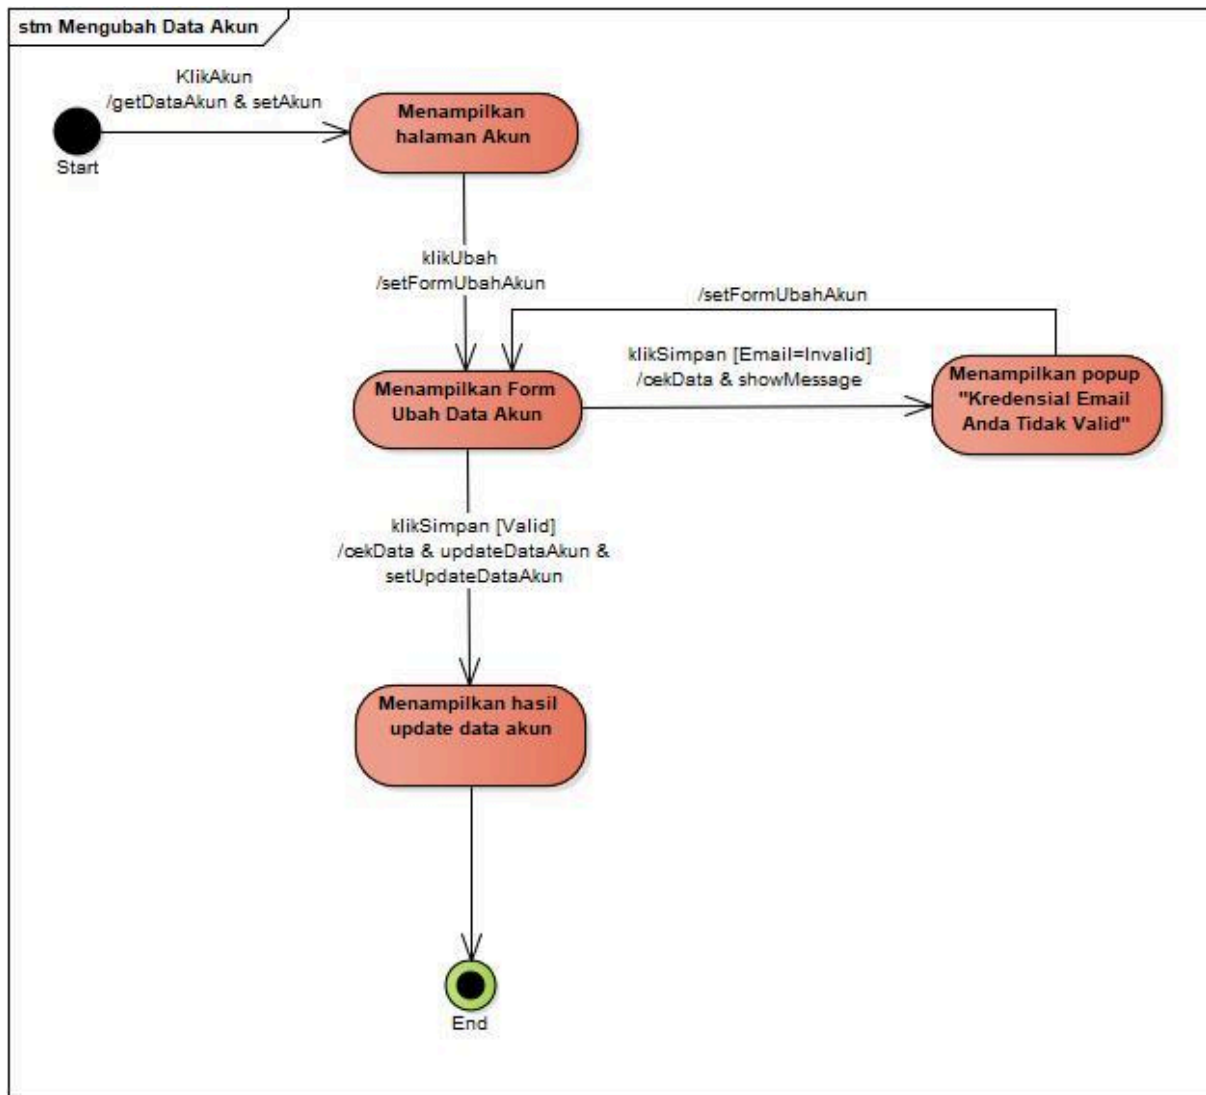 stm Mengubah Data Akun
KlikAkun
/getDataAkun & setAkun
Start
Menampilkan
halaman Akun
klikUbah
/setFormUbahAkun
/setFormUbahAkun
klikSimpan [Email=Invalid]
/cekData & showMessage
Menampilkan Form
Ubah Data Akun
Menampilkan popup
"Kredensial Email
Anda Tidak Valid"
klikSimpan [Valid]
/cekData & updateDataAkun &
setUpdateDataAkun
Menampilkan hasil
update data akun
End